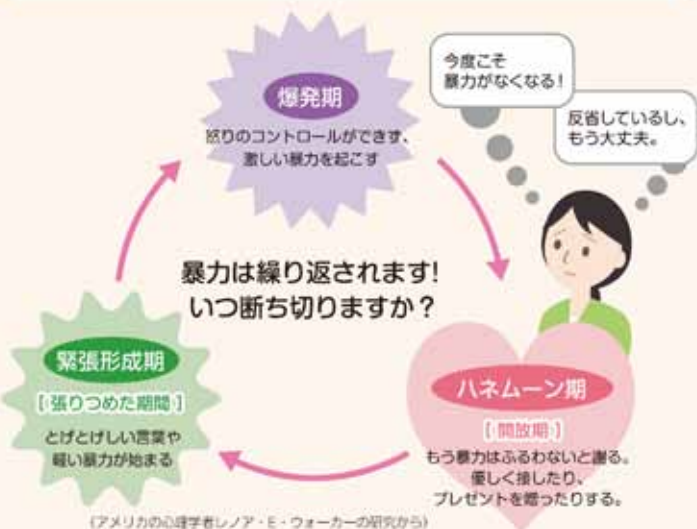 爆発期
怒りのコントロールができず、
激しい暴力を起こす
今度こそ
暴力がなくなる!
反省しているし、
もう大丈夫。
暴力は繰り返されます!
いつ断ち切りますか?
緊張形成期
[張りつめた期間]
とげとげしい言葉や
軽い暴力が始まる
ハネムーン期
[開放期]
もう暴力はふるわないと謝る。
優しく接したり、
プレゼントを贈ったりする。
(アメリカの心理学者レノア・E・ウォーカーの研究から)